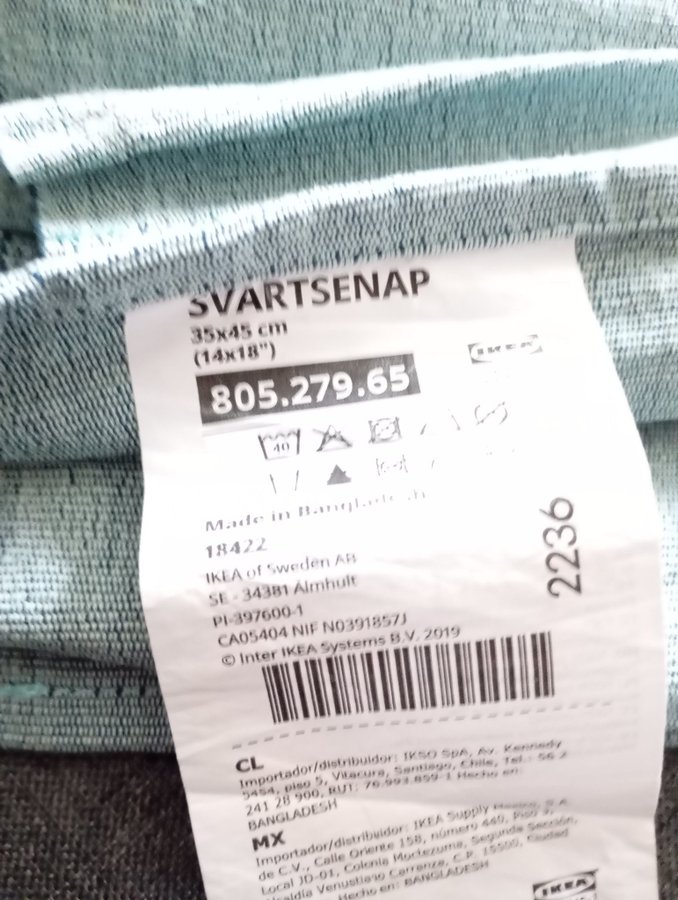 SVARTSENAP
35x45 cm
(14x18")
IKEA
805.279.65
40
Made in Bangladesh
18422
2236
IKEA of Sweden AB
SE - 34381 Älmhult
PI-397600-1
CA05404 NIF N0391857J
© Inter IKEA Systems B.V. 2019
CL
Importador/distribuidor: IKSO SpA, Av. Kennedy
5454, piso 5, Vitacura, Santiago, Chile, Tel.: 56 2
241 28 900, RUT: 76.993.859-1 Hecho en:
BANGLADESH
MX
Importador/distribuidor: IKEA Supply S.A.
de C.V., Calle Oriente 158, número 440, Piso
Local JD-01, Colonia Moctezuma, Segunda Sección,
Alcaldía Venustiano Carranza, C.P. 15500, Ciudad
Hecho en: BANGLADESH
IKEA